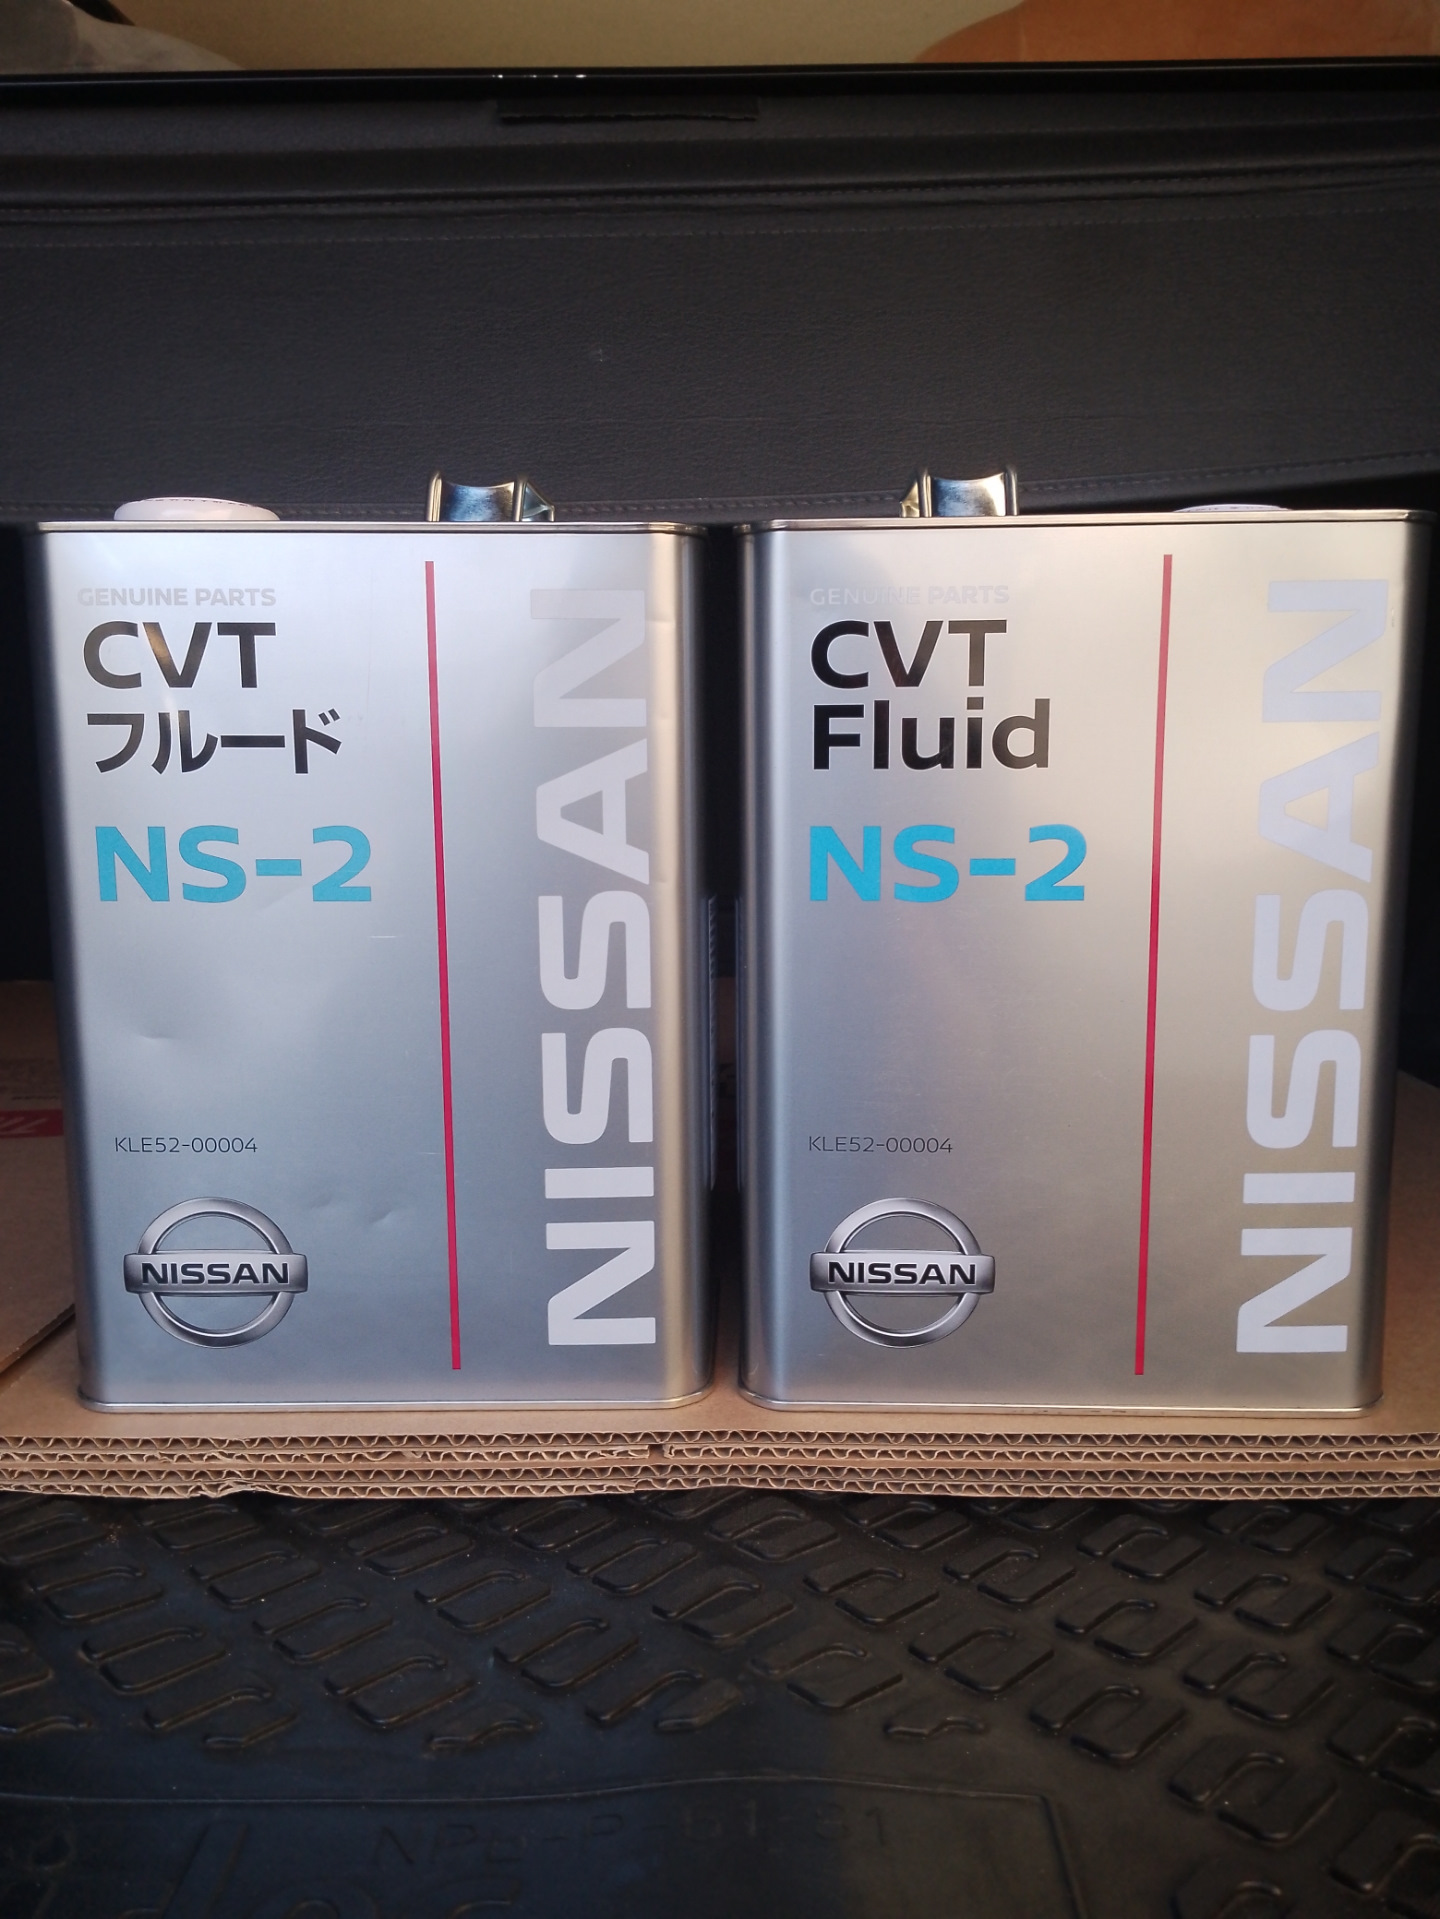 GENUINE PARTS
CVT
フルード
NS-2
KLE52-00004
NISSAN
NISSAN
GENUINE PARTS
CVT
Fluid
NS-2
KLE52-00004
NISSAN
NISSAN